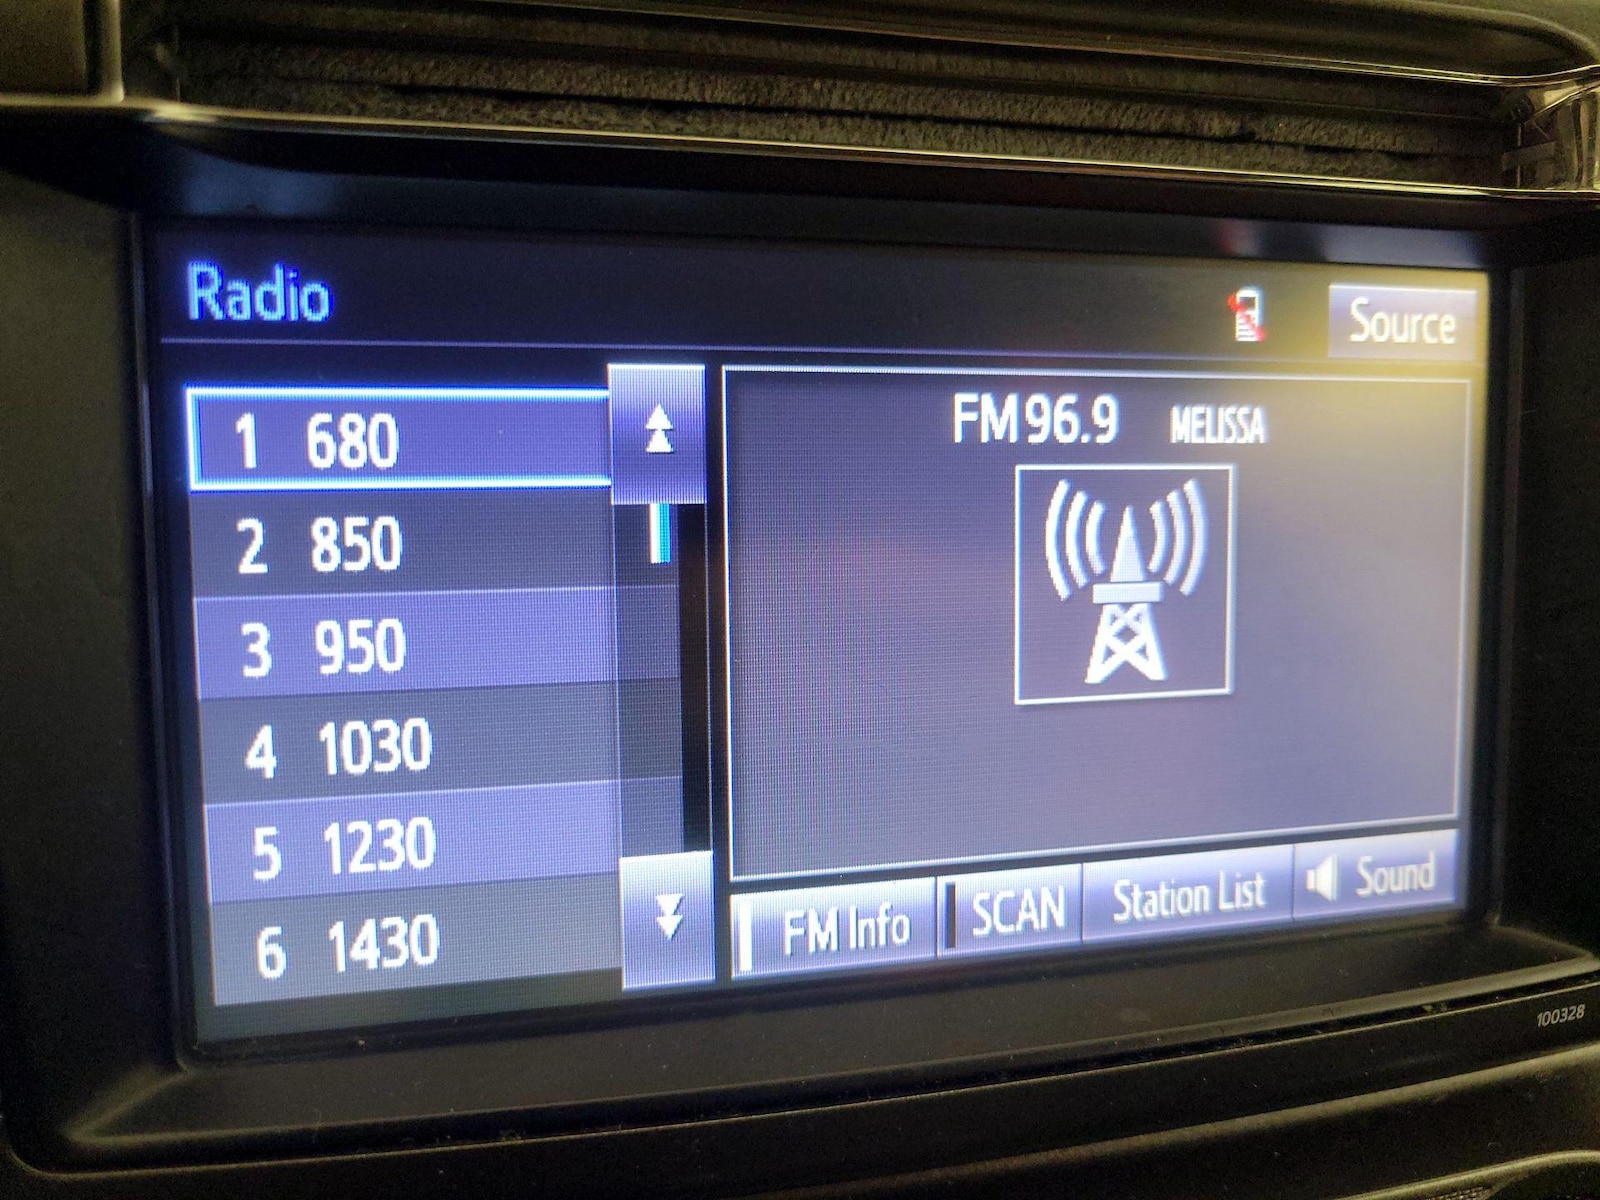 Radio
Source
1 680
2 850
3 950
4 1030
5 1230
6 1430
FM 96.9 MELISSA
FM Info
SCAN
Station List
Sound
100328